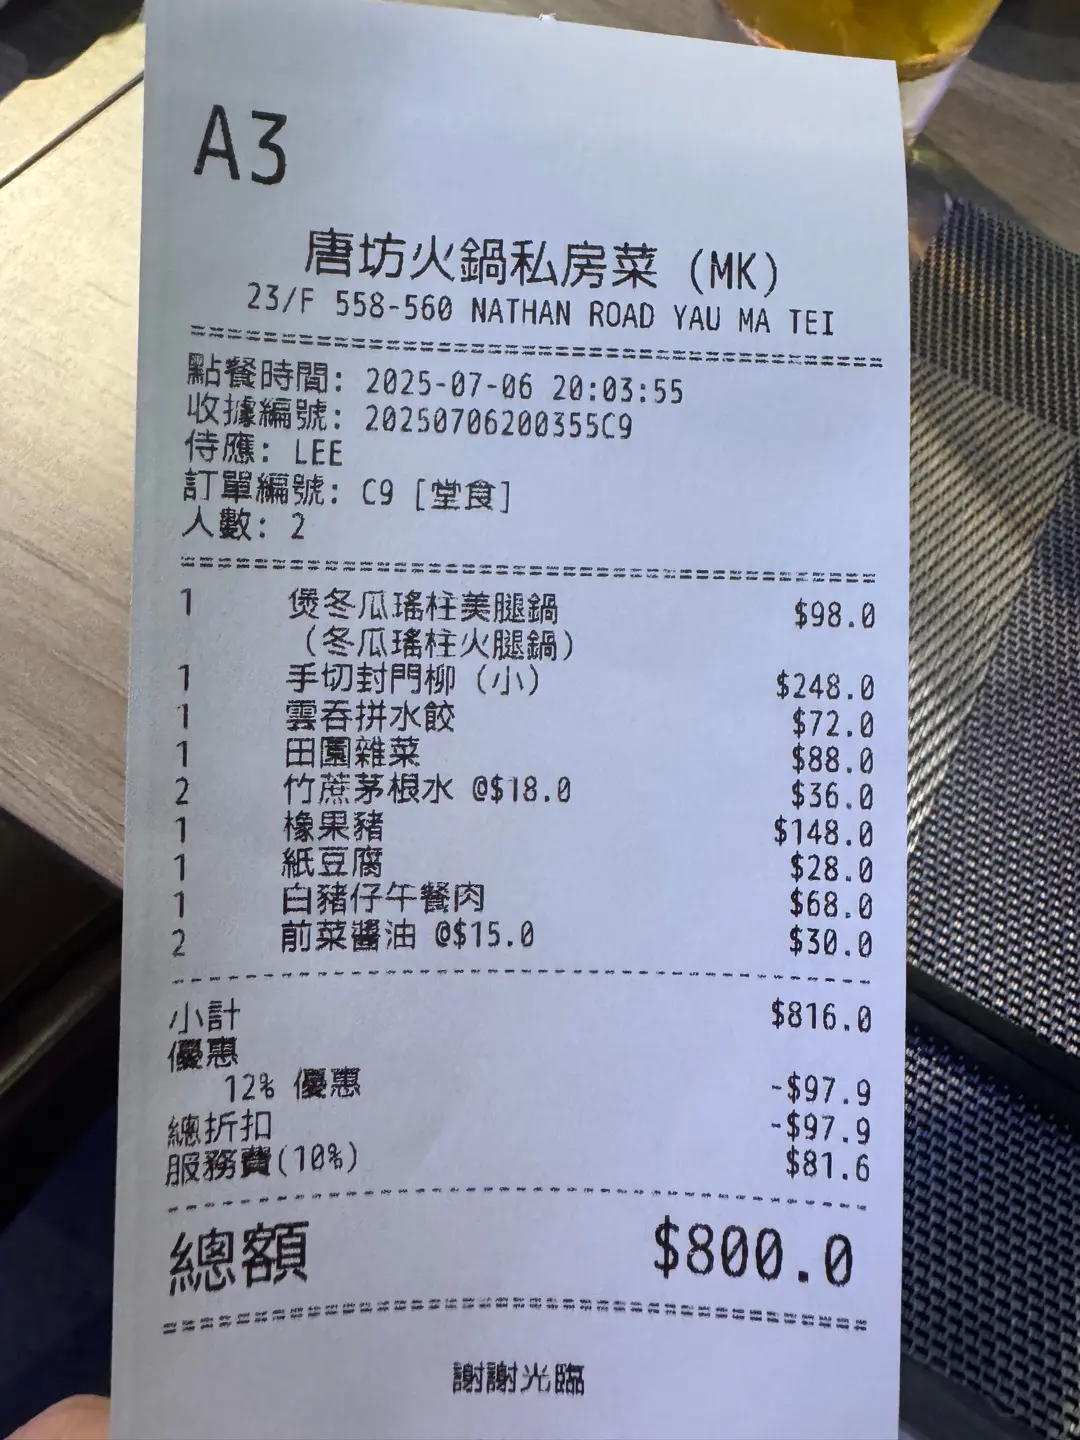 A3
唐坊火鍋私房菜 (MK)
23/F 558-560 NATHAN ROAD YAU MA TEI
點餐時間: 2025-07-06 20:03:55
收據編號: 20250706200355C9
侍應: LEE
訂單編號: C9 [堂食]
人數: 2
1 煲冬瓜瑤柱美腿鍋 $98.0
(冬瓜瑤柱火腿鍋)
1 手切封門柳 (小) $248.0
1 雲吞拼水餃 $72.0
1 田園雜菜 $88.0
2 竹蔗茅根水 @$18.0 $36.0
1 橡果豬 $148.0
1 紙豆腐 $28.0
1 白豬仔午餐肉 $68.0
2 前菜醬油 @$15.0 $30.0
小計 $816.0
優惠
12% 優惠 -$97.9
總折扣 -$97.9
服務費(10%) $81.6
總額 $800.0
謝謝光臨